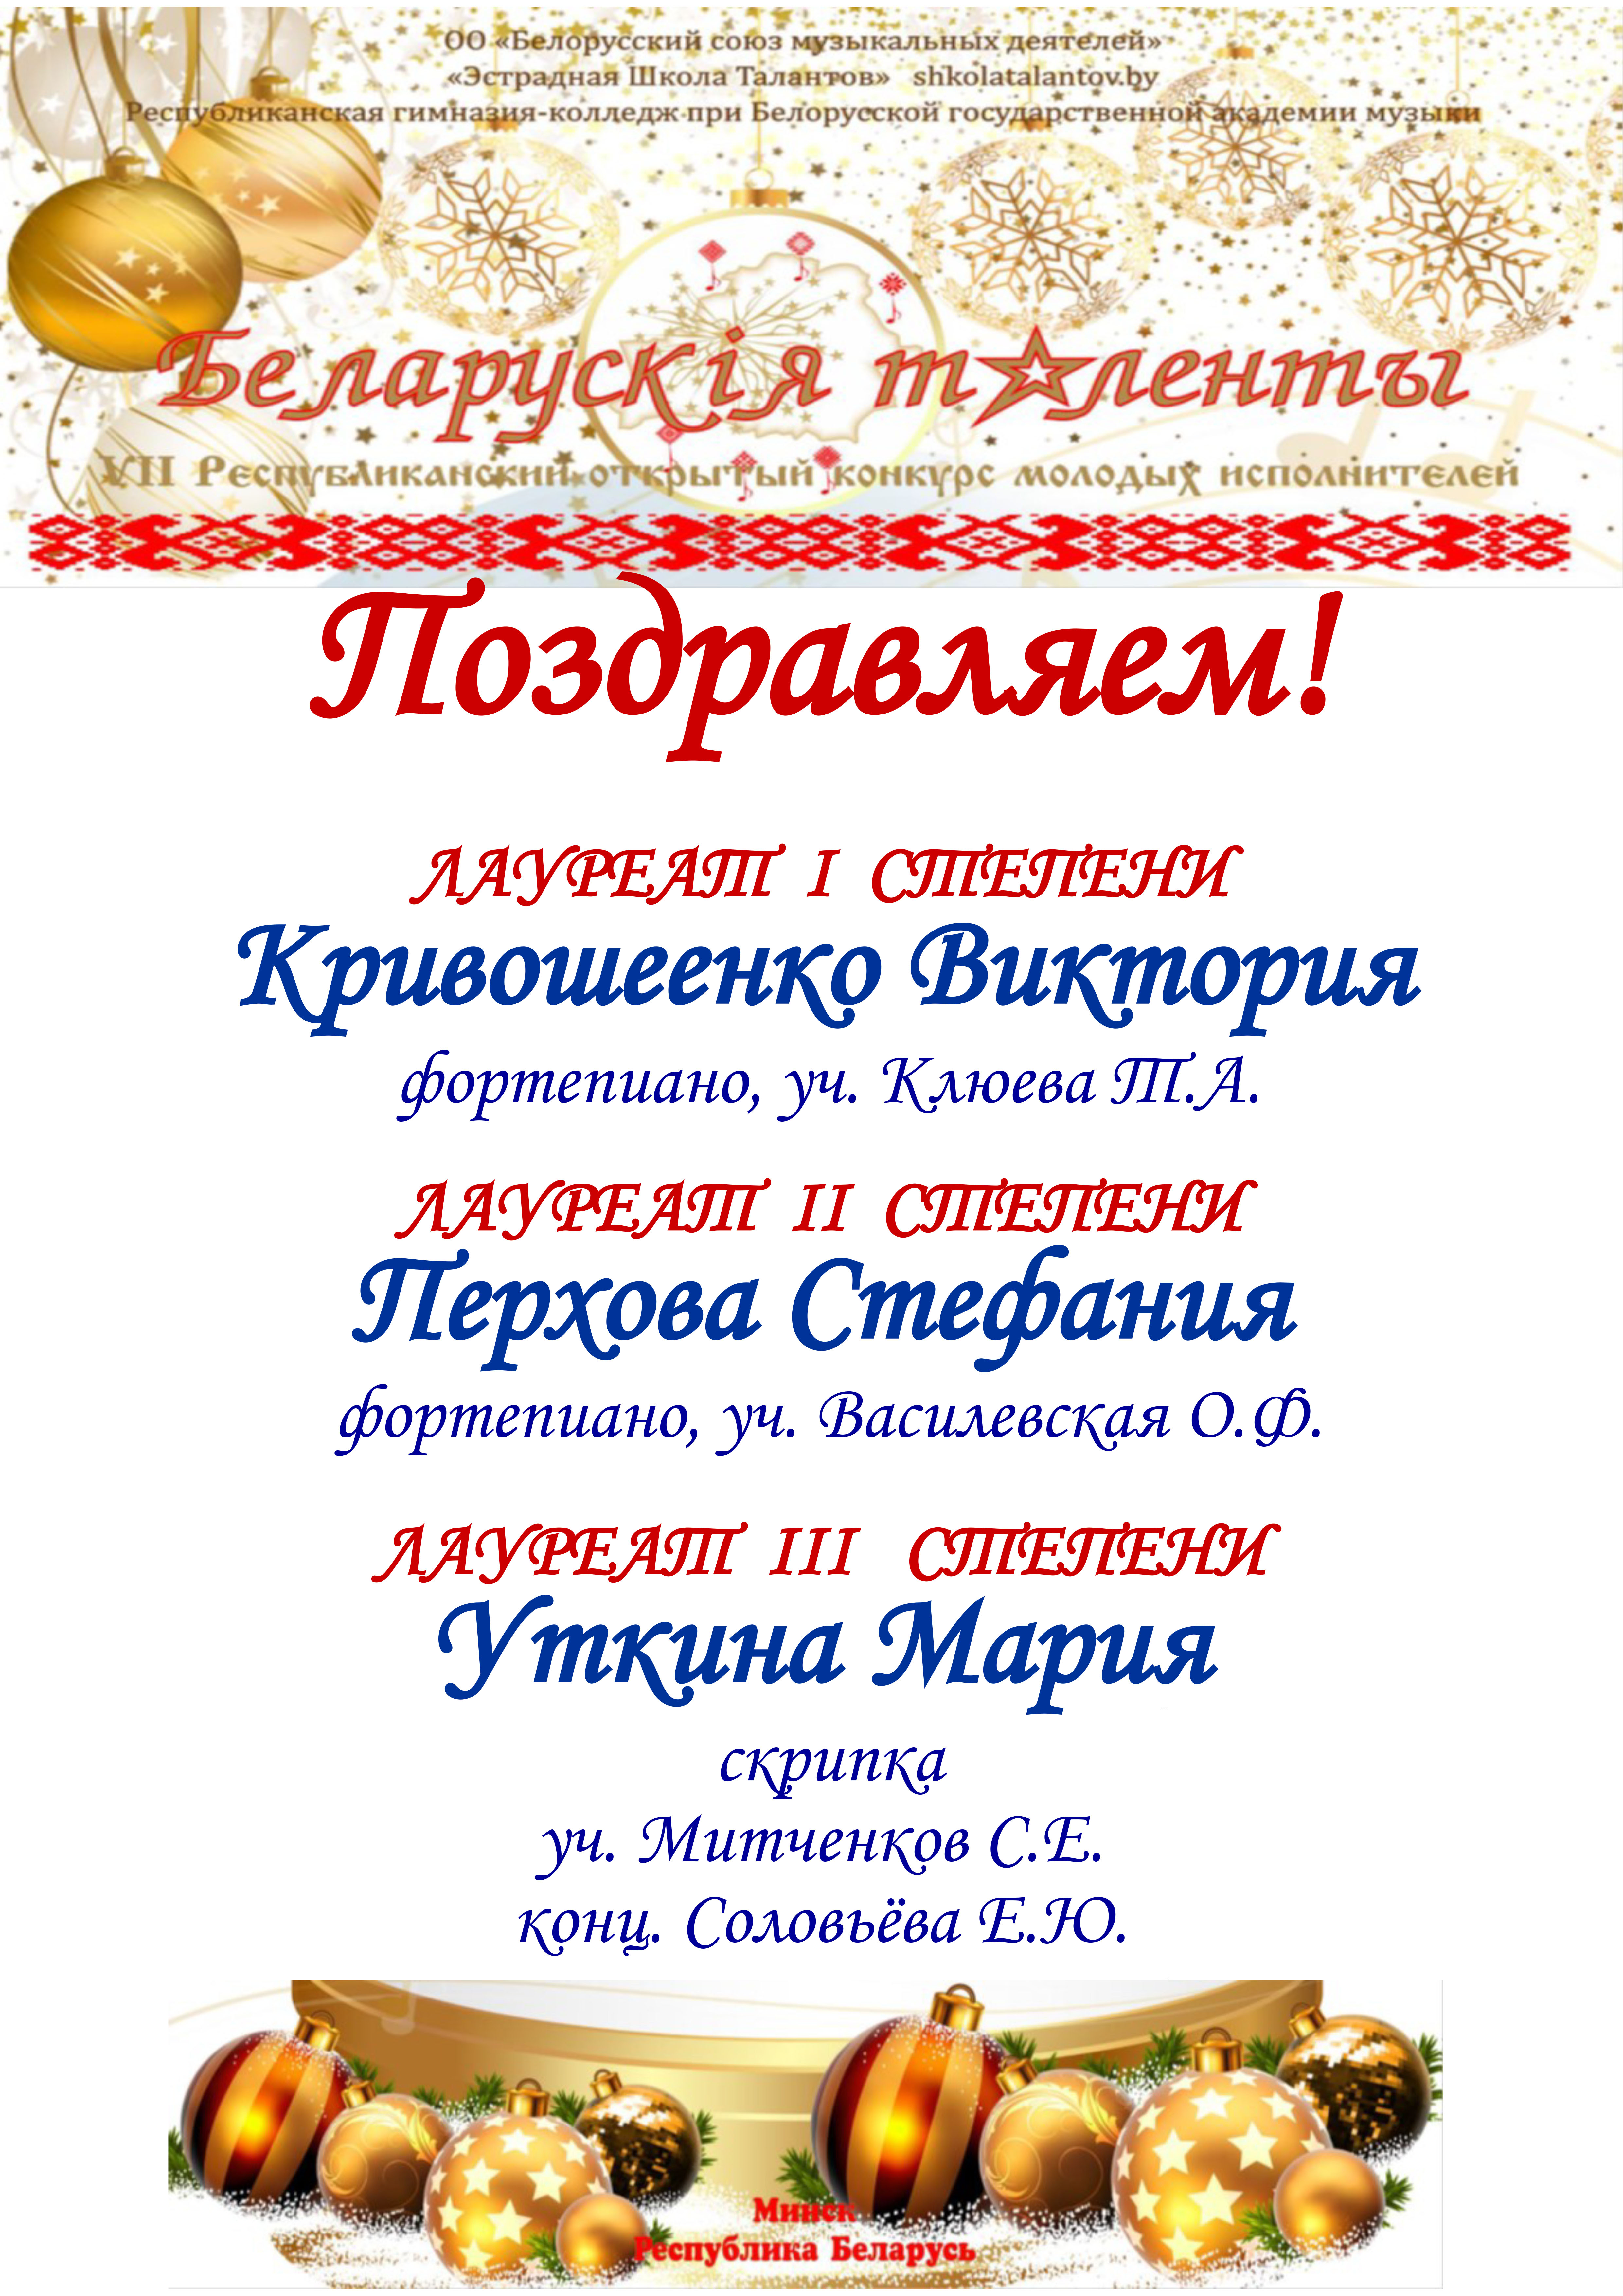 ОО «Белорусский союз музыкальных деятелей»
«Эстрадная Школа Талантов» shkolatalantov.by
Республиканская гимназия-колледж при Белорусской государственной академии музыки
Беларускія т☆ленты
VII Республиканский открытый конкурс молодых исполнителей
Поздравляем!
ЛАУРЕАТ I СТЕПЕНИ
Кривошеенко Виктория
фортепиано, уч. Клюева Т.А.
ЛАУРЕАТ II СТЕПЕНИ
Перхова Стефания
фортепиано, уч. Василевская О.Ф.
ЛАУРЕАТ III СТЕПЕНИ
Уткина Мария
скрипка
уч. Митченков С.Е.
конц. Соловьёва Е.Ю.
Минск
Республика Беларусь